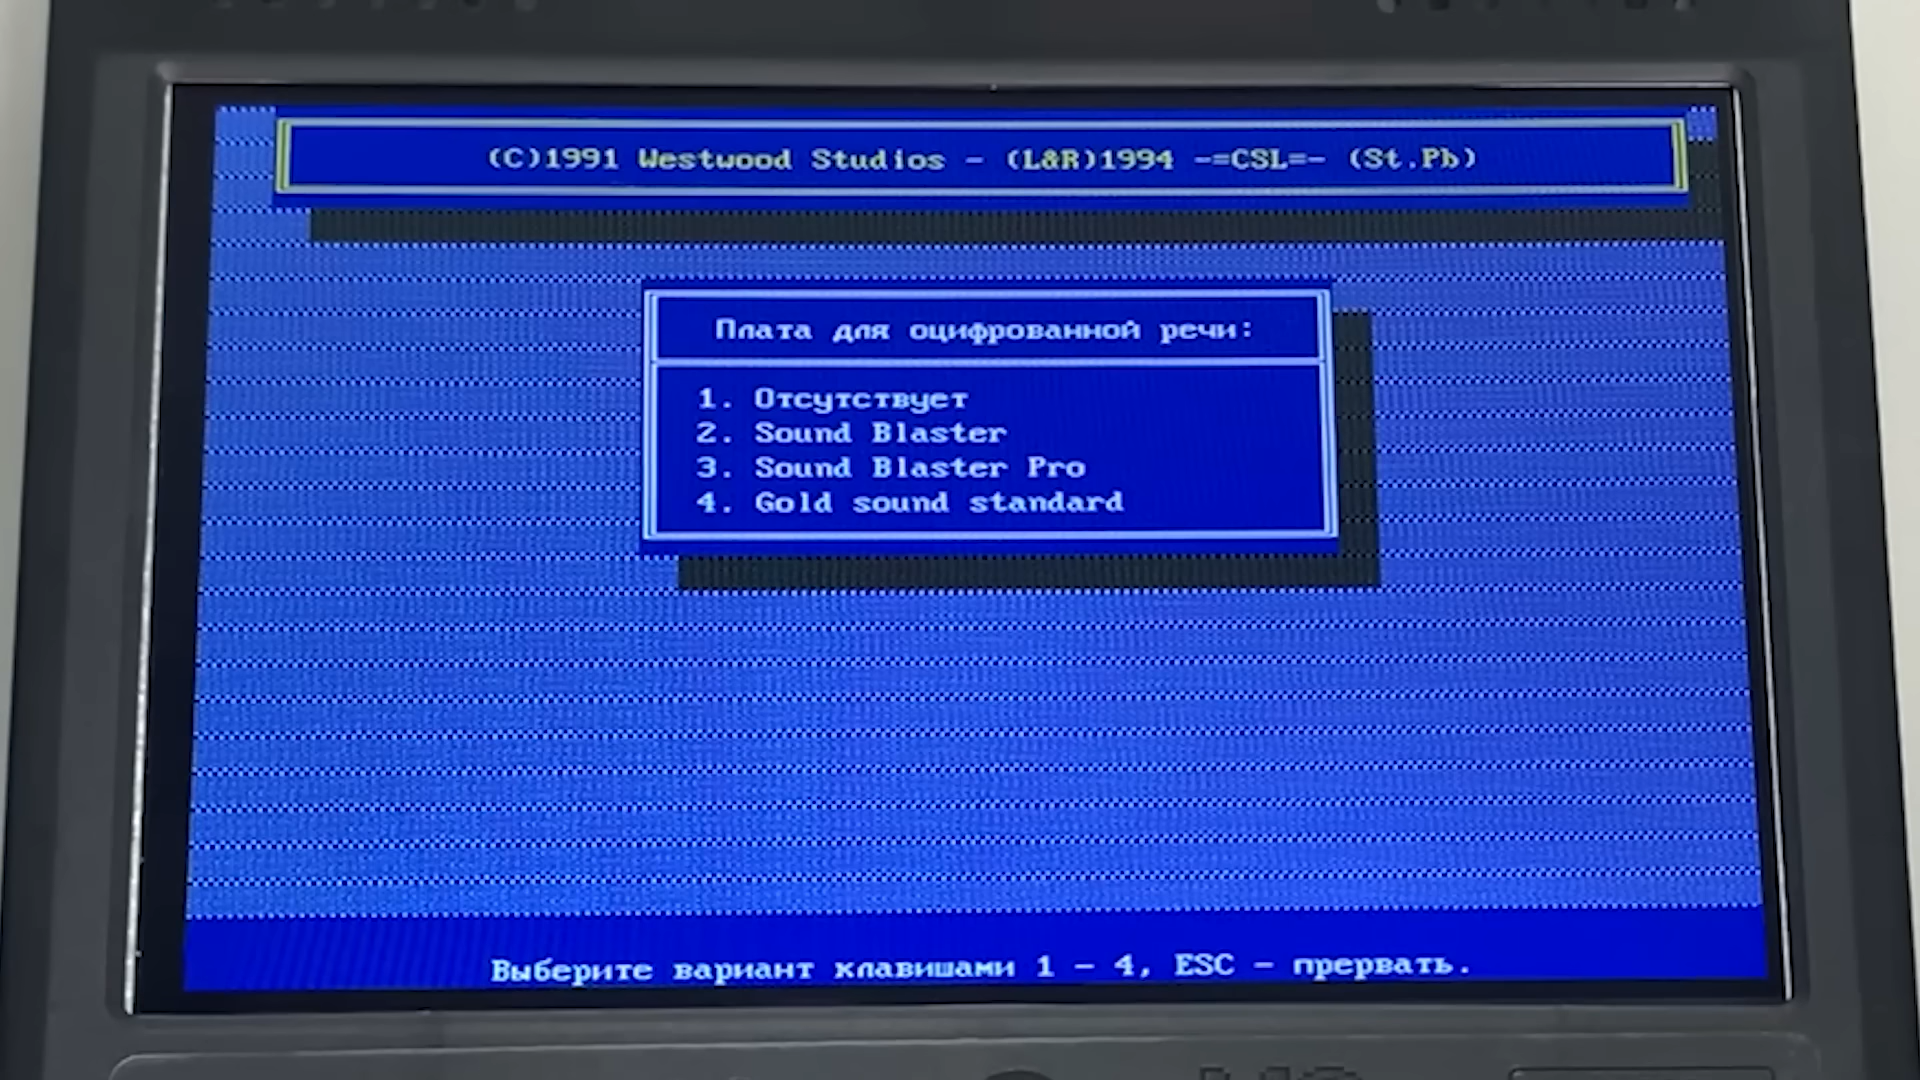 (C)1991 Westwood Studios - (L&R)1994 -=CSL=- (St.Pb)
Плата для оцифрованной речи:
1. Отсутствует
2. Sound Blaster
3. Sound Blaster Pro
4. Gold sound standard
Выберите вариант клавишами 1 - 4, ESC - прервать.